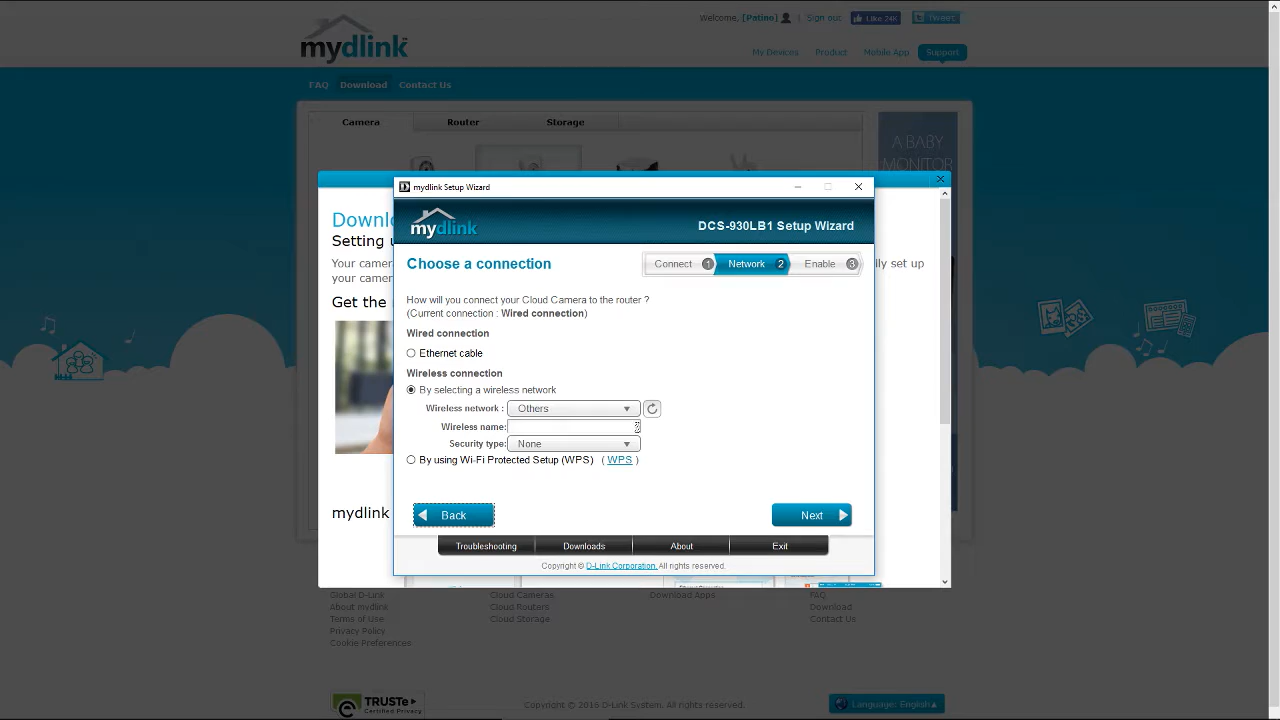 Welcome, [Patino] | Sign out Like 24K Tweet
mydlink
My Devices Product Mobile App Support
FAQ Download Contact Us
Camera Router Storage
A BABY
MONITOR
mydlink Setup Wizard
Downl
Setting u
Your camer
your camer
ily set up
Get the
mydlink
mydlink
DCS-930LB1 Setup Wizard
Choose a connection
Connect 1 Network 2 Enable 3
How will you connect your Cloud Camera to the router ?
(Current connection : Wired connection)
Wired connection
Ethernet cable
Wireless connection
By selecting a wireless network
Wireless network : Others
Wireless name:
Security type: None
By using Wi-Fi Protected Setup (WPS) ( WPS )
Back Next
Troubleshooting Downloads About Exit
Copyright © D-Link Corporation. All rights reserved.
Global D-Link Cloud Cameras Download Apps FAQ
About mydlink Cloud Routers Download
Terms of Use Cloud Storage Contact Us
Privacy Policy
Cookie Preferences
TRUSTe
Certified Privacy
Copyright © 2016 D-Link System. All rights reserved.
Language: English